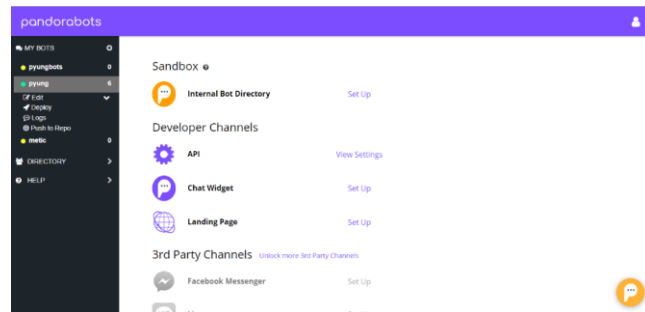 pandorabots
MY BOTS
pyungbots 0
pyung 6
Edit
Deploy
Logs
Push to Repo
metic 0
DIRECTORY
HELP
Sandbox
Internal Bot Directory Set Up
Developer Channels
API View Settings
Chat Widget Set Up
Landing Page Set Up
3rd Party Channels Unlock more 3rd Party Channels
Facebook Messenger Set Up